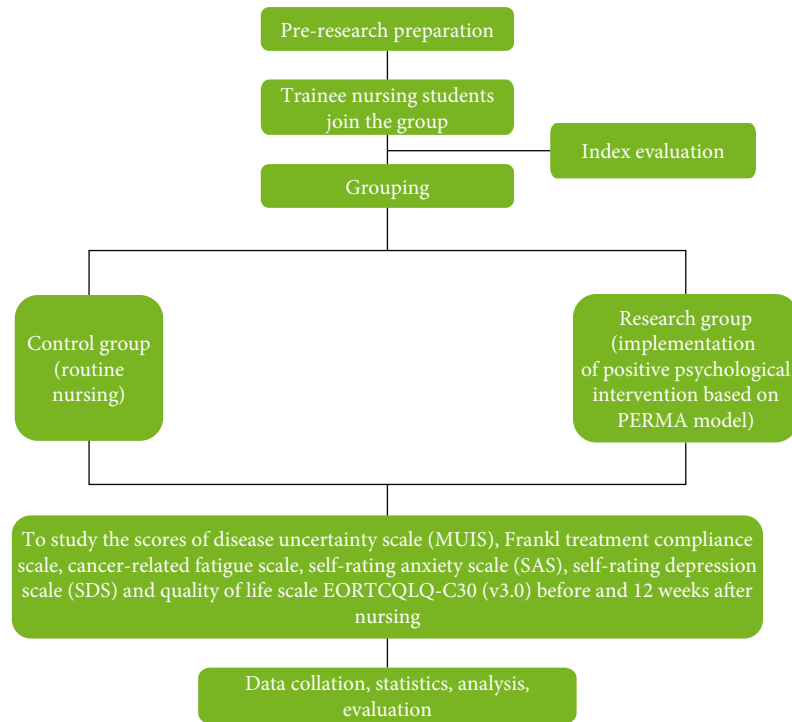 Pre-research preparation
Trainee nursing students
join the group
Index evaluation
Grouping
Control group
(routine
nursing)
Research group
(implementation
of positive psychological
intervention based on
PERMA model)
To study the scores of disease uncertainty scale (MUIS), Frankl treatment compliance
scale, cancer-related fatigue scale, self-rating anxiety scale (SAS), self-rating depression
scale (SDS) and quality of life scale EORTCQLQ-C30 (v3.0) before and 12 weeks after
nursing
Data collation, statistics, analysis,
evaluation